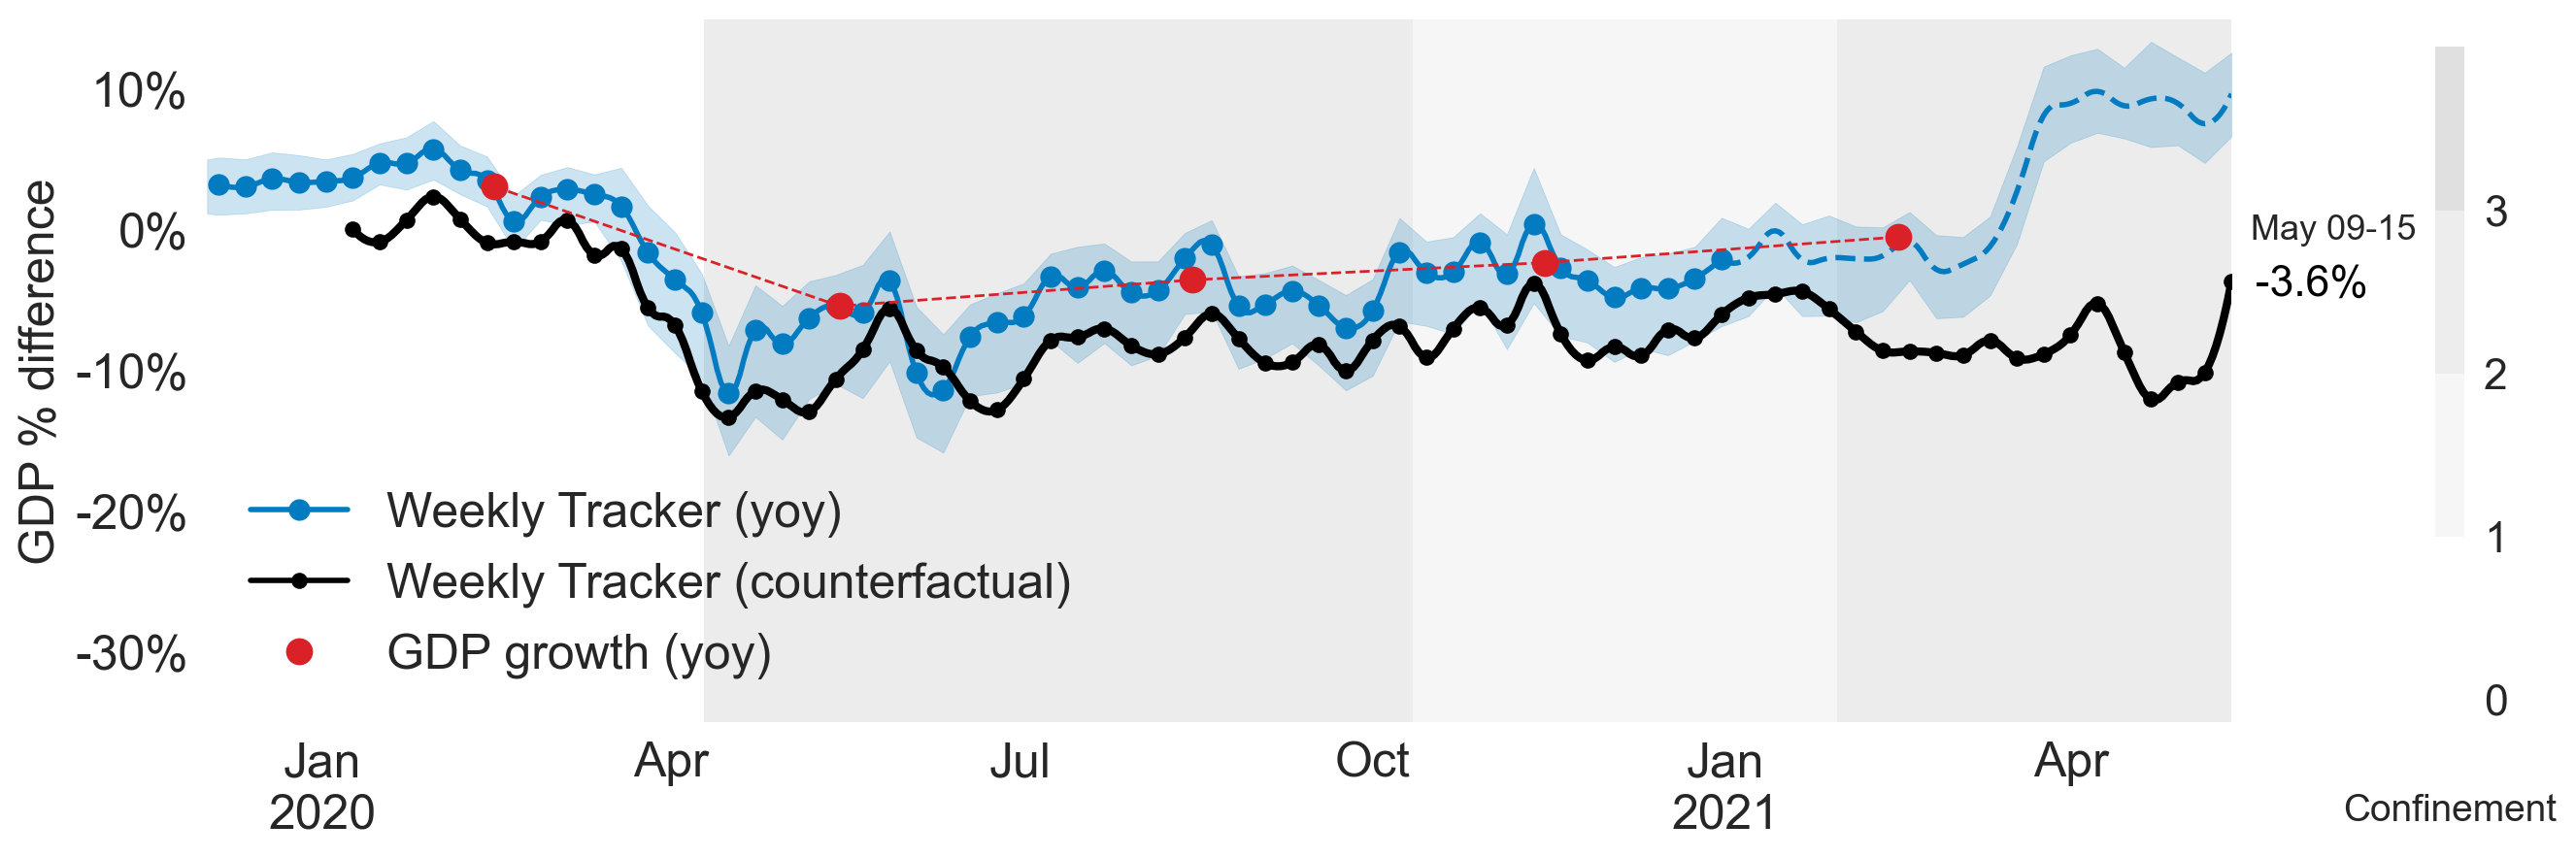 GDP % difference
10%
0%
-10%
-20%
-30%
Weekly Tracker (yoy)
Weekly Tracker (counterfactual)
GDP growth (yoy)
Jan
2020
Apr
Jul
Oct
Jan
2021
Apr
May 09-15
-3.6%
3
2
1
0
Confinement